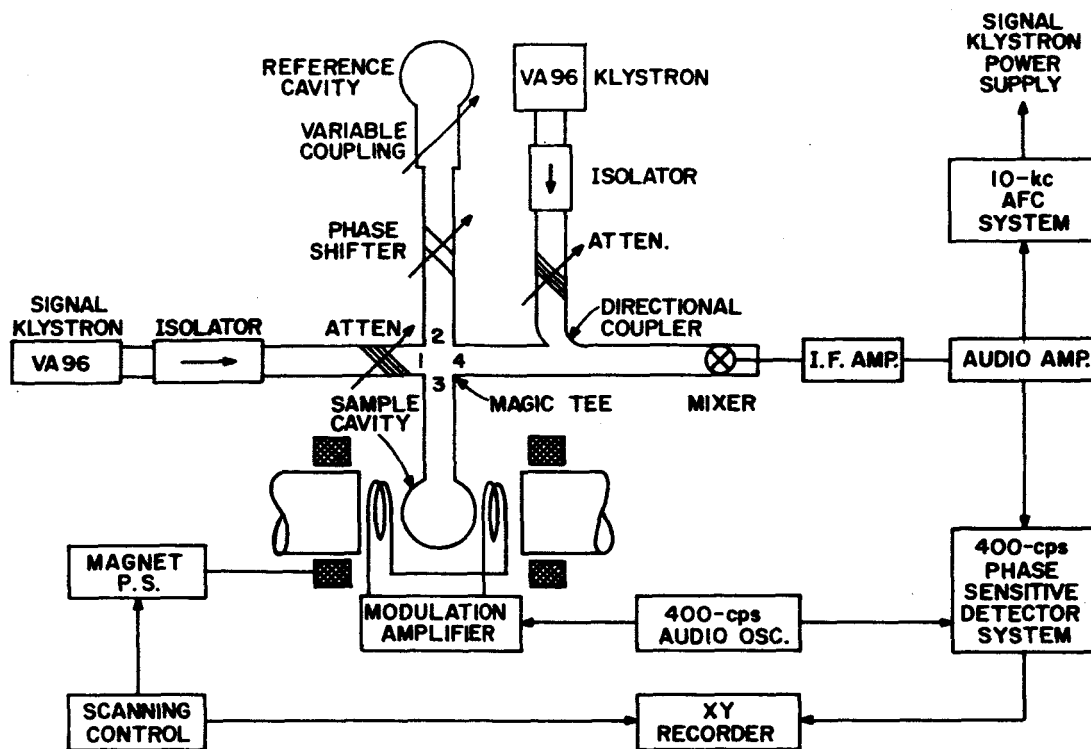 REFERENCE
CAVITY
VA96
KLYSTRON
SIGNAL
KLYSTRON
POWER
SUPPLY
VARIABLE
COUPLING
ISOLATOR
10-kc
AFC
SYSTEM
PHASE
SHIFTER
ATTEN.
SIGNAL
KLYSTRON
ISOLATOR
ATTEN.
DIRECTIONAL
COUPLER
VA96
2
1 4
3
I.F. AMP.
AUDIO AMP.
SAMPLE
CAVITY
MAGIC TEE
MIXER
MAGNET
P.S.
MODULATION
AMPLIFIER
400-cps
AUDIO OSC.
400-cps
PHASE
SENSITIVE
DETECTOR
SYSTEM
SCANNING
CONTROL
XY
RECORDER